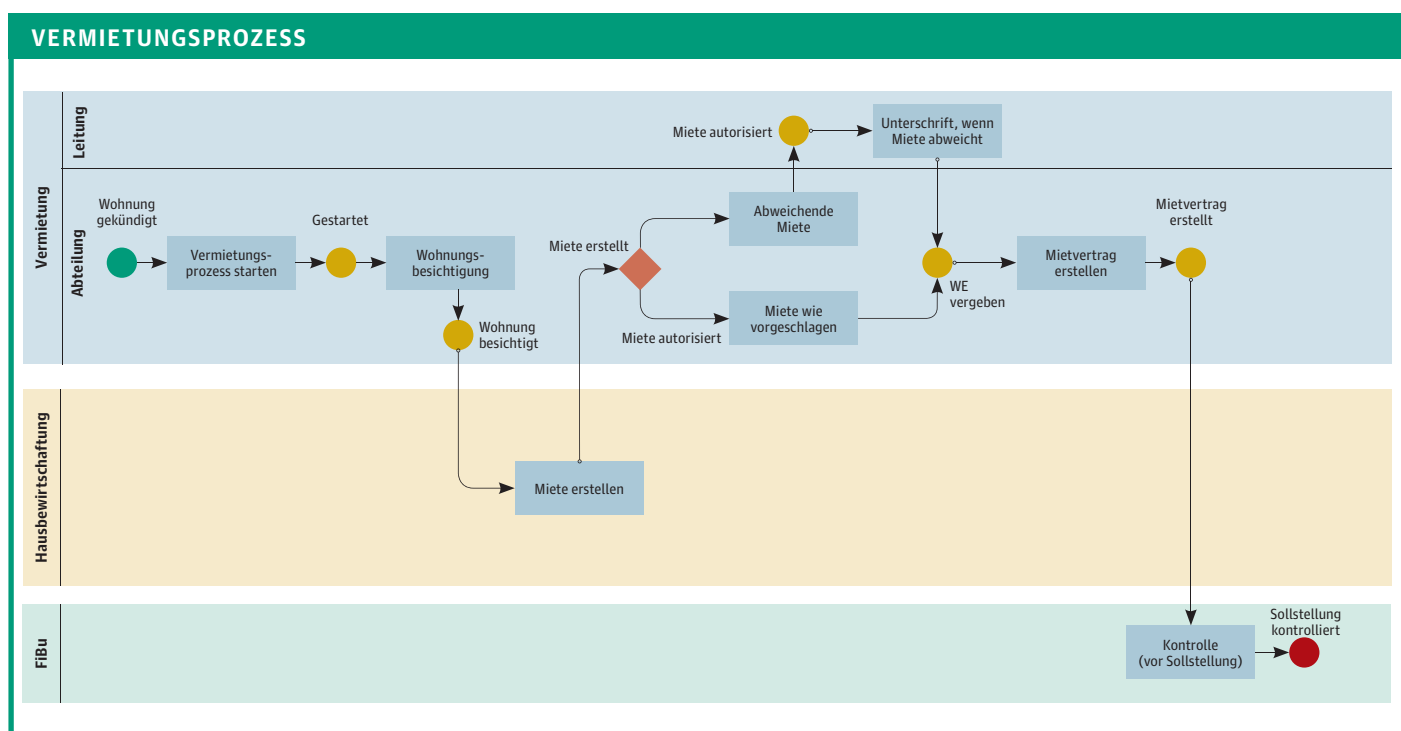 VERMIETUNGSPROZESS
Vermietung
Leitung
Miete autorisiert
Unterschrift, wenn
Miete abweicht
Abteilung
Wohnung
gekündigt
Vermietungs-
prozess starten
Gestartet
Wohnungs-
besichtigung
Wohnung
besichtigt
Miete erstellt
Abweichende
Miete
Miete autorisiert
Miete wie
vorgeschlagen
WE
vergeben
Mietvertrag
erstellen
Mietvertrag
erstellt
Hausbewirtschaftung
Miete erstellen
FiBu
Kontrolle
(vor Sollstellung)
Sollstellung
kontrolliert